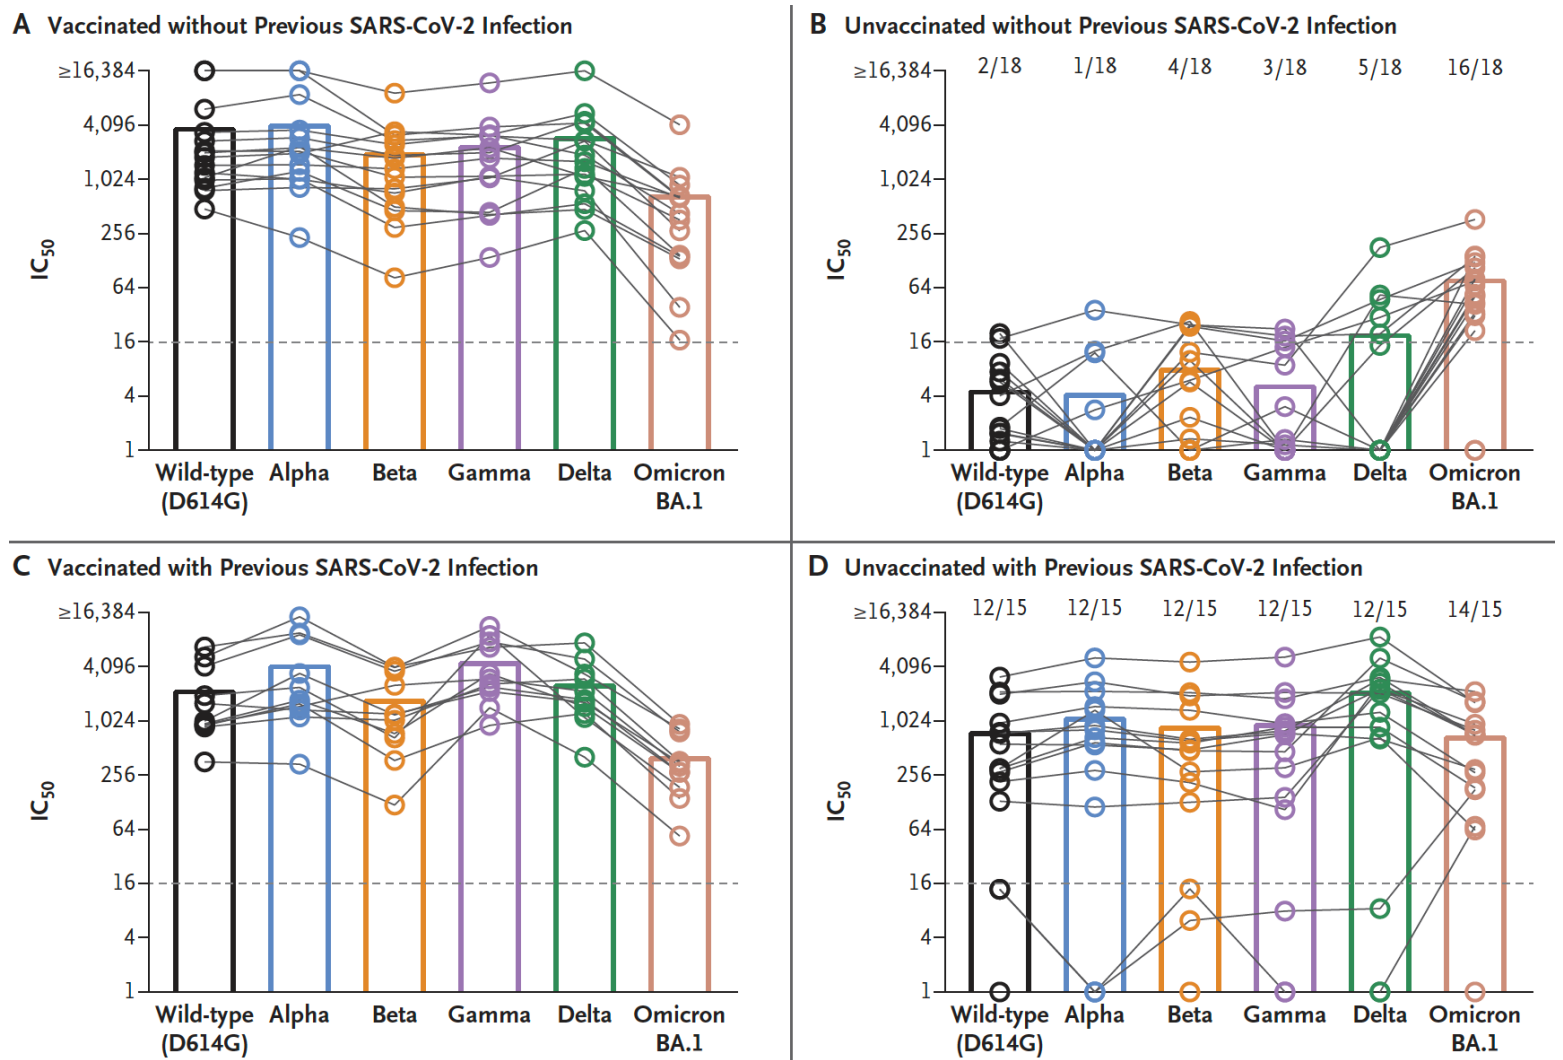 A Vaccinated without Previous SARS-CoV-2 Infection
≥16,384
4,096
1,024
256
64
16
4
1
IC50
Wild-type (D614G)
Alpha
Beta
Gamma
Delta
Omicron BA.1
B Unvaccinated without Previous SARS-CoV-2 Infection
2/18 1/18 4/18 3/18 5/18 16/18
≥16,384
4,096
1,024
256
64
16
4
1
IC50
Wild-type (D614G)
Alpha
Beta
Gamma
Delta
Omicron BA.1
C Vaccinated with Previous SARS-CoV-2 Infection
≥16,384
4,096
1,024
256
64
16
4
1
IC50
Wild-type (D614G)
Alpha
Beta
Gamma
Delta
Omicron BA.1
D Unvaccinated with Previous SARS-CoV-2 Infection
12/15 12/15 12/15 12/15 12/15 14/15
≥16,384
4,096
1,024
256
64
16
4
1
IC50
Wild-type (D614G)
Alpha
Beta
Gamma
Delta
Omicron BA.1